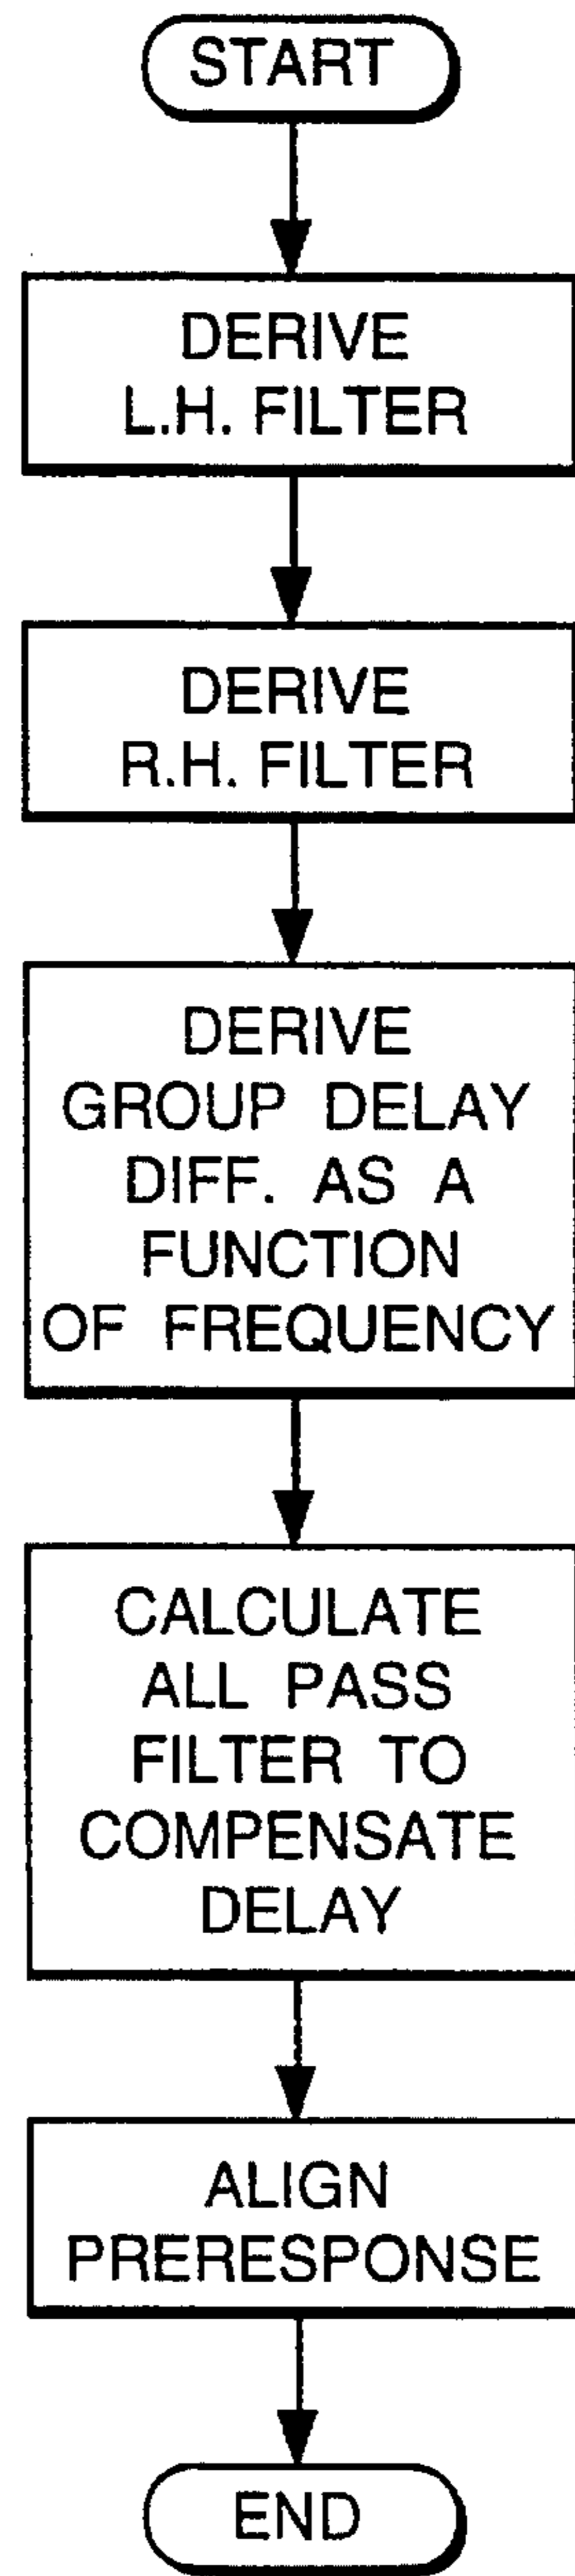 START
DERIVE
L.H. FILTER
DERIVE
R.H. FILTER
DERIVE
GROUP DELAY
DIFF. AS A
FUNCTION
OF FREQUENCY
CALCULATE
ALL PASS
FILTER TO
COMPENSATE
DELAY
ALIGN
PRERESPONSE
END